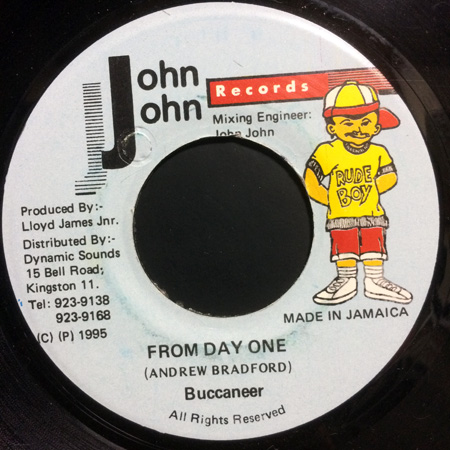 John
John
Records
Mixing Engineer:
John John
RUDE
BOY
Produced By:-
Lloyd James Jnr.
Distributed By:-
Dynamic Sounds
15 Bell Road;
Kingston 11.
Tel: 923-9138
923-9168
(C) (P) 1995
MADE IN JAMAICA
FROM DAY ONE
(ANDREW BRADFORD)
Buccaneer
All Rights Reserved